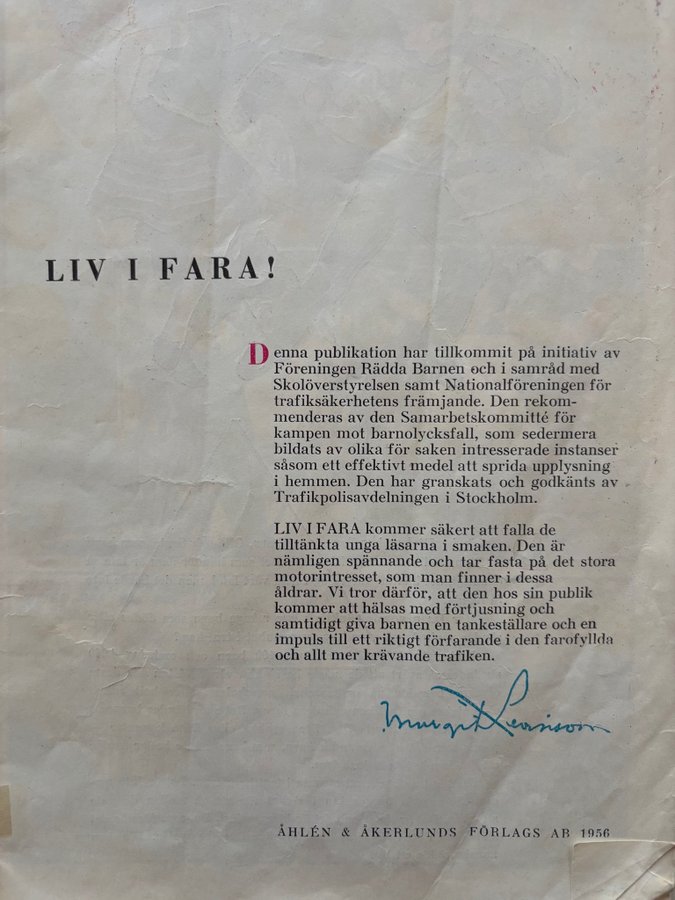 LIV I FARA!
Denna publikation har tillkommit på initiativ av
Föreningen Rädda Barnen och i samråd med
Skolöverstyrelsen samt Nationalföreningen för
trafiksäkerhetens främjande. Den rekom-
menderas av den Samarbetskommitté för
kampen mot barnolycksfall, som sedermera
bildats av olika för saken intresserade instanser
såsom ett effektivt medel att sprida upplysning
i hemmen. Den har granskats och godkänts av
Trafikpolisavdelningen i Stockholm.
LIV I FARA kommer säkert att falla de
tilltänkta unga läsarna i smaken. Den är
nämligen spännande och tar fasta på det stora
motorintresset, som man finner i dessa
åldrar. Vi tror därför, att den hos sin publik
kommer att hälsas med förtjusning och
samtidigt giva barnen en tankeställare och en
impuls till ett riktigt förfarande i den farofyllda
och allt mer krävande trafiken.
Margit
ÅHLÉN & ÅKERLUNDS FÖRLAGS AB 1956